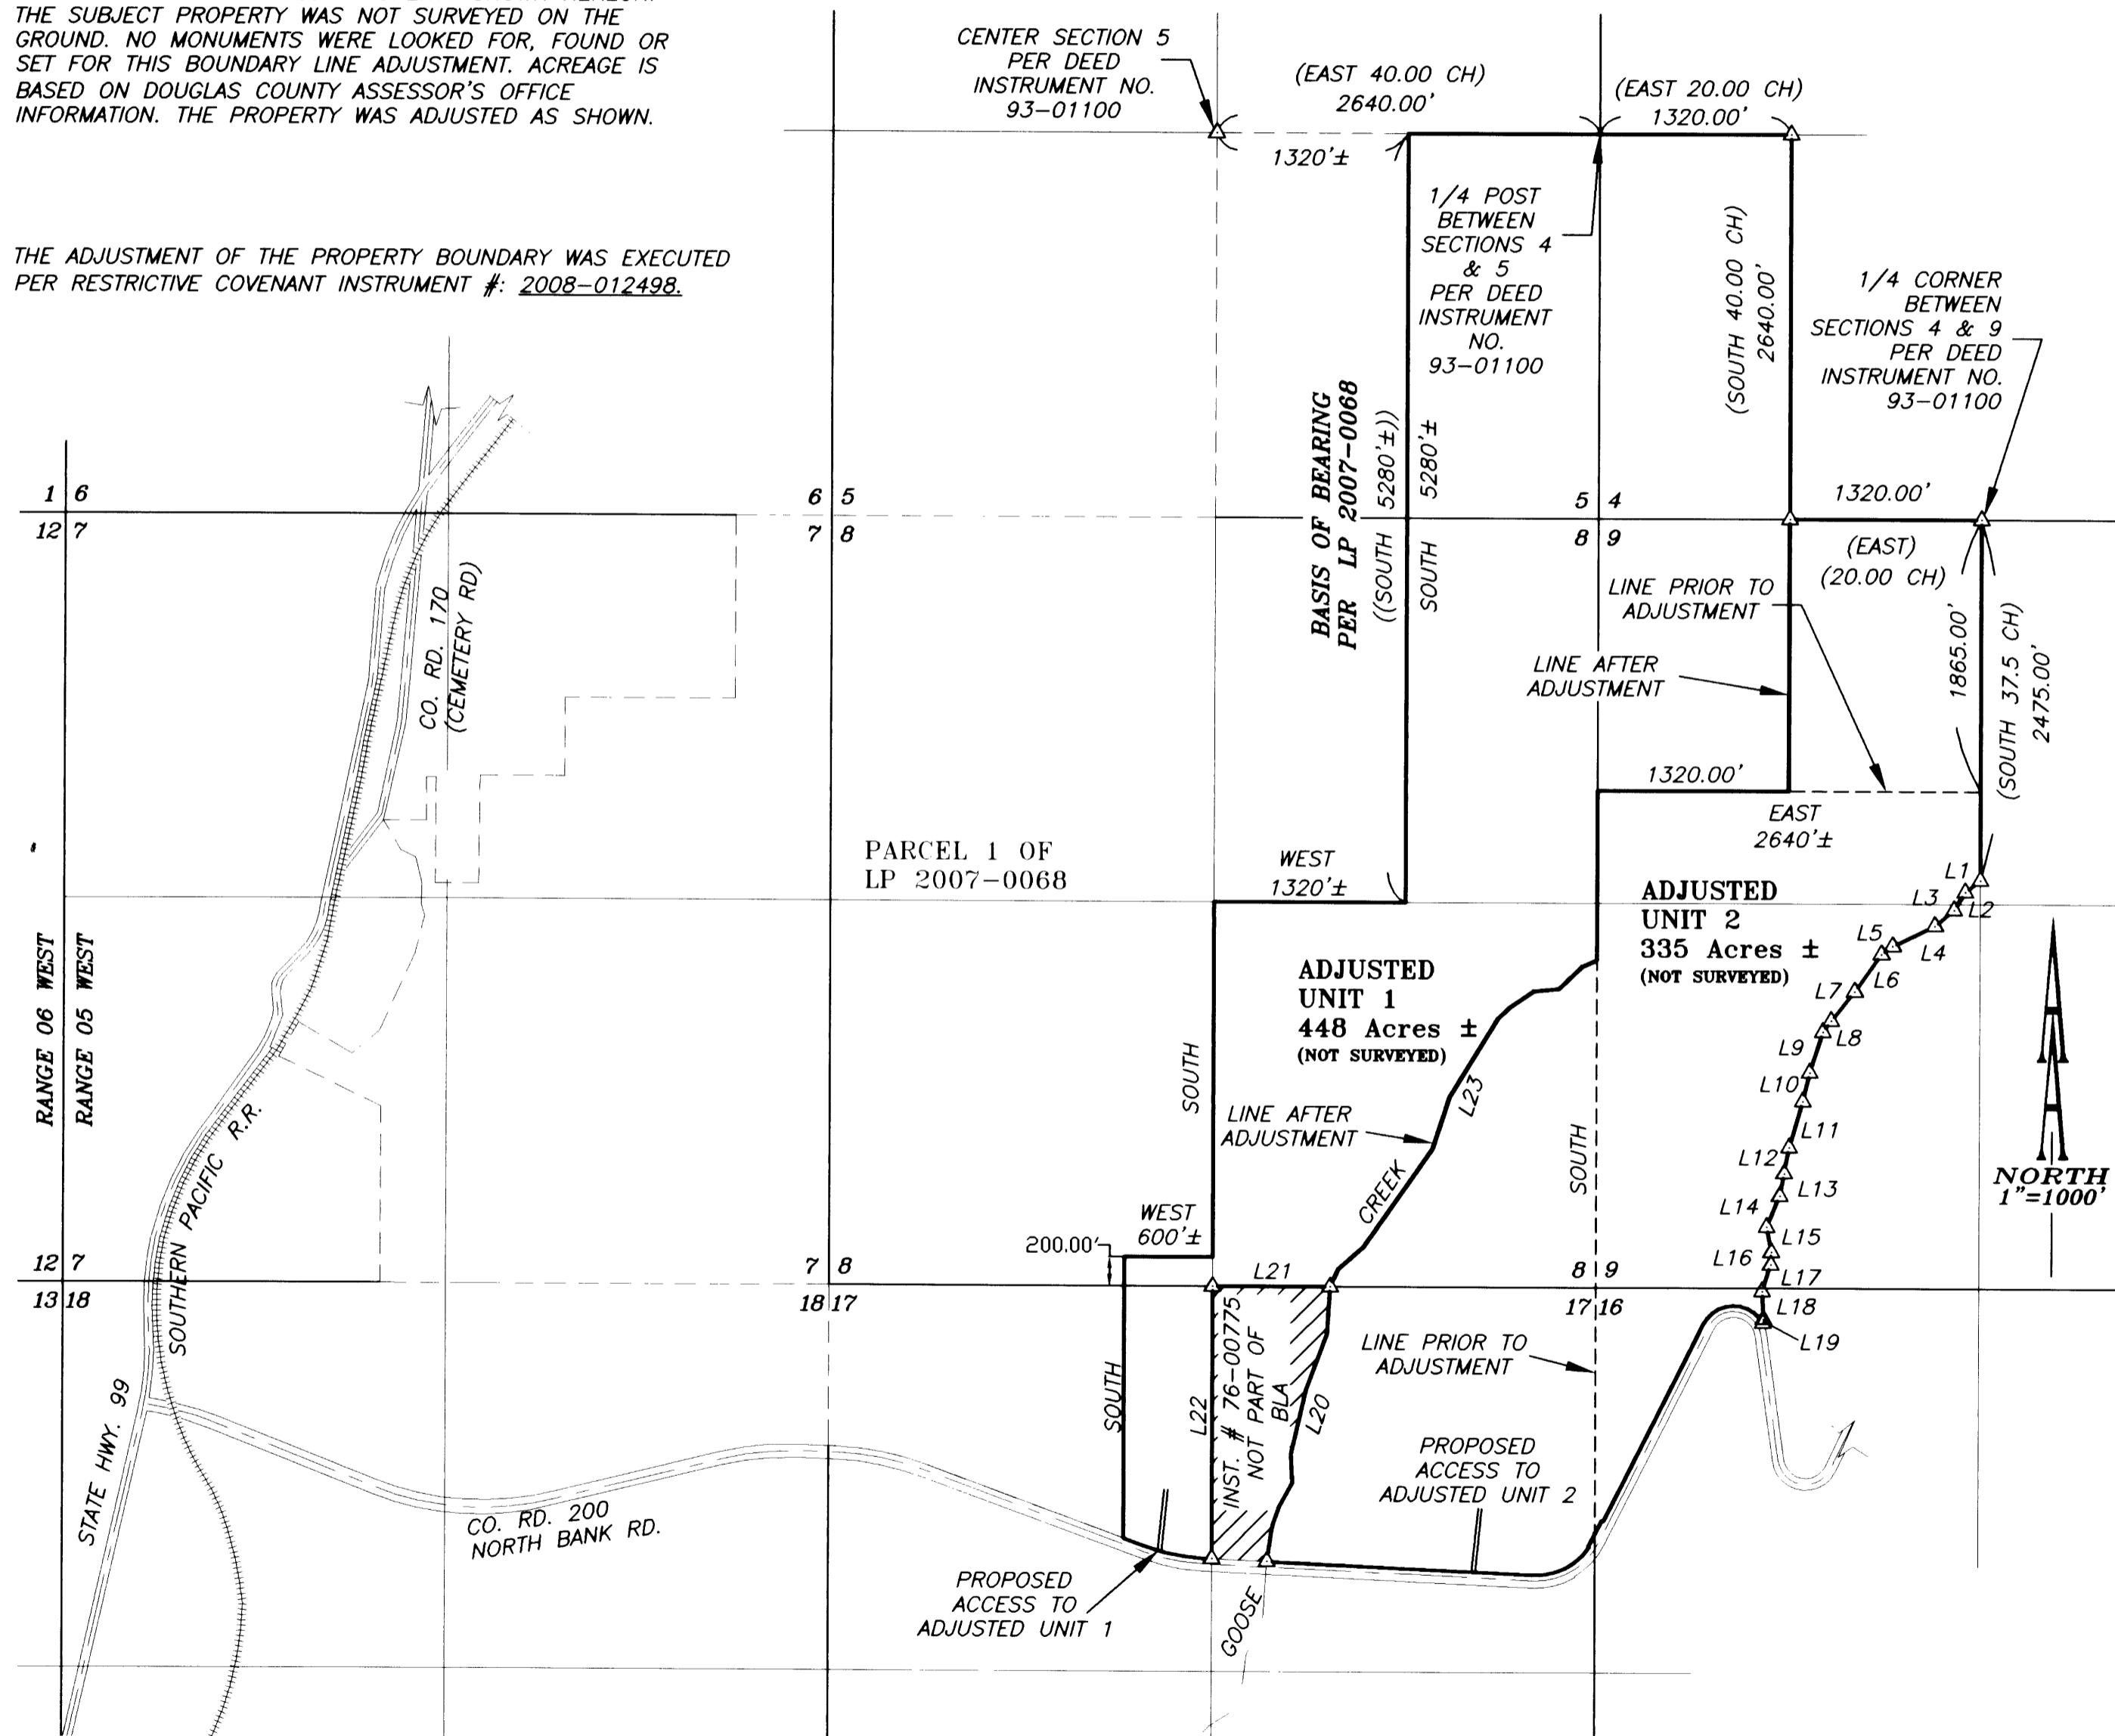 THE SUBJECT PROPERTY WAS NOT SURVEYED ON THE
GROUND. NO MONUMENTS WERE LOOKED FOR, FOUND OR
SET FOR THIS BOUNDARY LINE ADJUSTMENT. ACREAGE IS
BASED ON DOUGLAS COUNTY ASSESSOR'S OFFICE
INFORMATION. THE PROPERTY WAS ADJUSTED AS SHOWN.
THE ADJUSTMENT OF THE PROPERTY BOUNDARY WAS EXECUTED
PER RESTRICTIVE COVENANT INSTRUMENT #: 2008-012498.
CENTER SECTION 5
PER DEED
INSTRUMENT NO.
93-01100
(EAST 40.00 CH)
2640.00'
(EAST 20.00 CH)
1320.00'
1320'±
1/4 POST
BETWEEN
SECTIONS 4
& 5
PER DEED
INSTRUMENT
NO.
93-01100
(SOUTH 40.00 CH)
2640.00'
1/4 CORNER
BETWEEN
SECTIONS 4 & 9
PER DEED
INSTRUMENT NO.
93-01100
BASIS OF BEARING
PER LP 2007-0068
((SOUTH 5280'±))
SOUTH 5280'±
1 6
12 7
6 5
7 8
5 4
8 9
1320.00'
(EAST)
(20.00 CH)
LINE PRIOR TO
ADJUSTMENT
LINE AFTER
ADJUSTMENT
1865.00'
(SOUTH 37.5 CH)
2475.00'
1320.00'
EAST
2640'±
CO. RD. 170
(CEMETERY RD)
PARCEL 1 OF
LP 2007-0068
WEST
1320'±
ADJUSTED
UNIT 2
335 Acres ±
(NOT SURVEYED)
ADJUSTED
UNIT 1
448 Acres ±
(NOT SURVEYED)
L1
L2
L3
L4
L5
L6
L7
L8
L9
L10
L11
L12
L13
L14
L15
L16
L17
L18
L19
RANGE 06 WEST
RANGE 05 WEST
SOUTHERN PACIFIC R.R.
SOUTH
LINE AFTER
ADJUSTMENT
L23
CREEK
SOUTH
NORTH
1"=1000'
WEST
600'±
200.00'
12 7
13 18
7 8
18 17
L21
8 9
17 16
SOUTH
L22
INST. # 76-00775
NOT PART OF
BLA
L20
LINE PRIOR TO
ADJUSTMENT
PROPOSED
ACCESS TO
ADJUSTED UNIT 2
STATE HWY. 99
CO. RD. 200
NORTH BANK RD.
PROPOSED
ACCESS TO
ADJUSTED UNIT 1
GOOSE